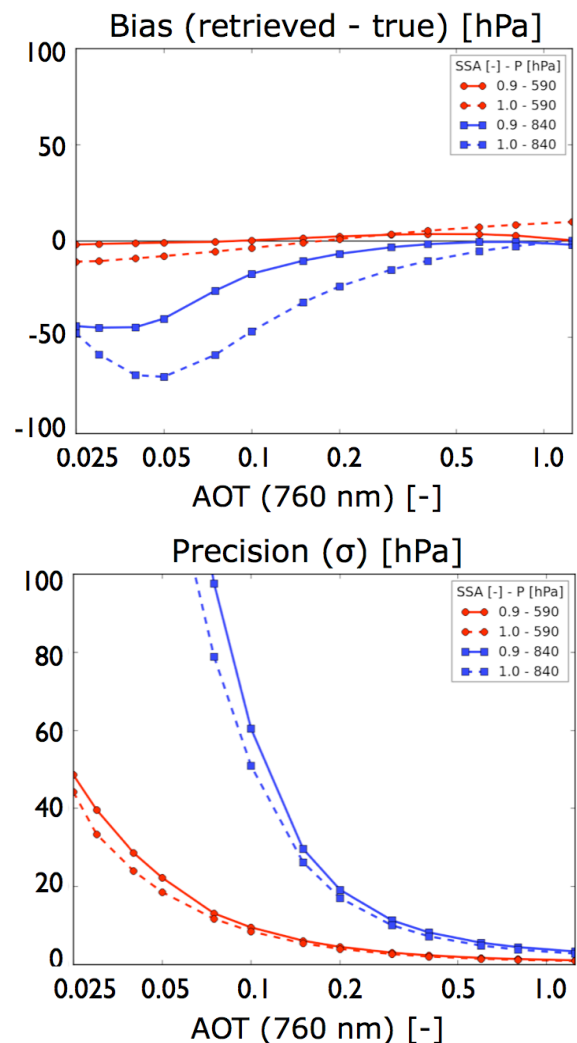 Bias (retrieved - true) [hPa]
100
50
0
-50
-100
SSA [-] - P [hPa]
0.9 - 590
1.0 - 590
0.9 - 840
1.0 - 840
0.025 0.05 0.1 0.2 0.5 1.0
AOT (760 nm) [-]
Precision (σ) [hPa]
100
80
60
40
20
0
SSA [-] - P [hPa]
0.9 - 590
1.0 - 590
0.9 - 840
1.0 - 840
0.025 0.05 0.1 0.2 0.5 1.0
AOT (760 nm) [-]